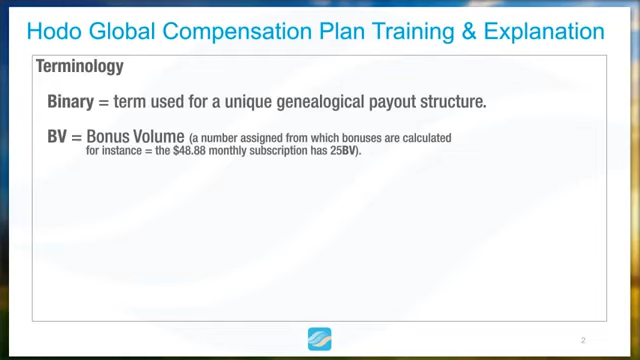 Hodo Global Compensation Plan Training & Explanation
Terminology
Binary = term used for a unique genealogical payout structure.
BV = Bonus Volume (a number assigned from which bonuses are calculated
for instance = the $48.88 monthly subscription has 25BV).
2